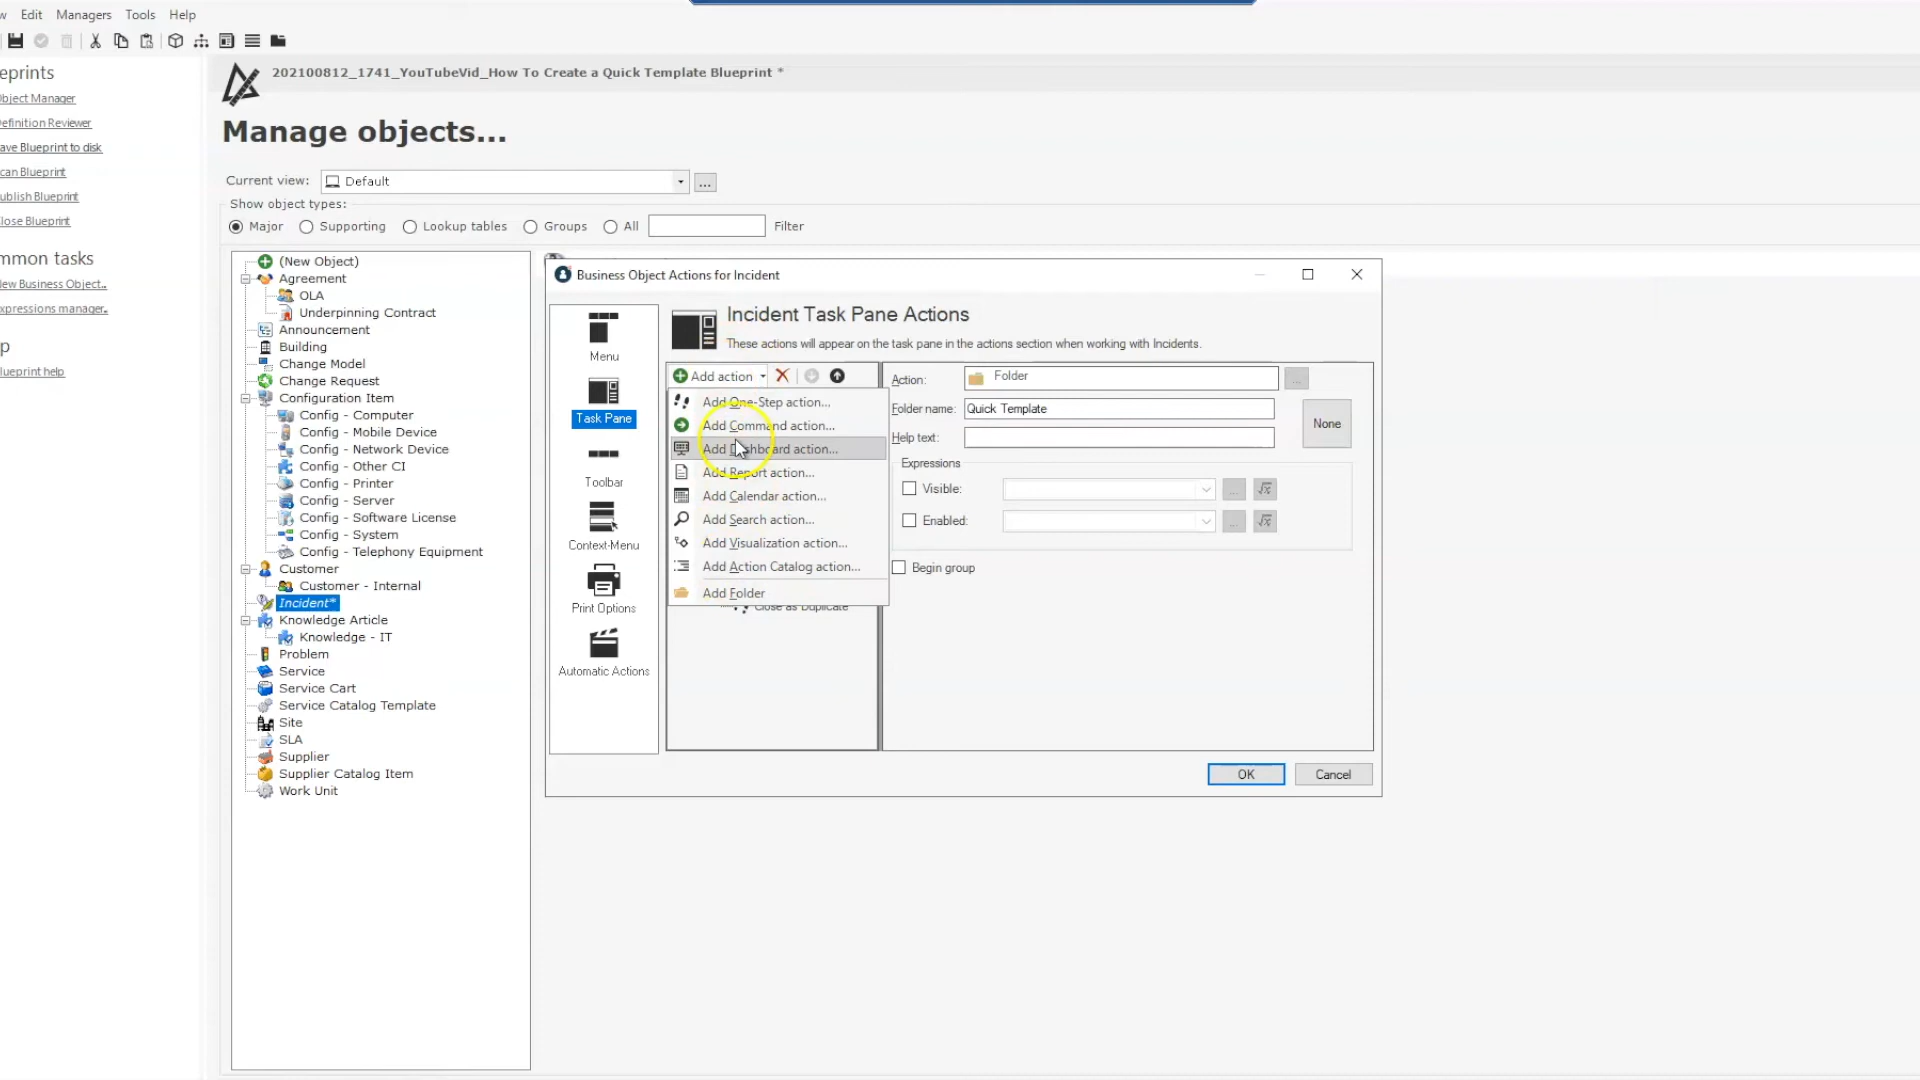 Edit Managers Tools Help
202100812_1741_YouTubeVid_How To Create a Quick Template Blueprint *
Manage objects...
Current view: Default ...
Show object types:
Major Supporting Lookup tables Groups All Filter
eprints
bject Manager
efinition Reviewer
ave Blueprint to disk
can Blueprint
ublish Blueprint
lose Blueprint
mmon tasks
ew Business Object..
xpressions manager..
p
lueprint help
(New Object)
Agreement
OLA
Underpinning Contract
Announcement
Building
Change Model
Change Request
Configuration Item
Config - Computer
Config - Mobile Device
Config - Network Device
Config - Other CI
Config - Printer
Config - Server
Config - Software License
Config - System
Config - Telephony Equipment
Customer
Customer - Internal
Incident*
Knowledge Article
Knowledge - IT
Problem
Service
Service Cart
Service Catalog Template
Site
SLA
Supplier
Supplier Catalog Item
Work Unit
Business Object Actions for Incident
Menu
Task Pane
Toolbar
Context-Menu
Print Options
Automatic Actions
Incident Task Pane Actions
These actions will appear on the task pane in the actions section when working with Incidents.
Add action
Add One-Step action...
Add Command action...
Add Dashboard action...
Add Report action...
Add Calendar action...
Add Search action...
Add Visualization action...
Add Action Catalog action...
Add Folder
Close as Duplicate
Action: Folder ...
Folder name: Quick Template
None
Help text:
Expressions
Visible: ...
Enabled: ...
Begin group
OK Cancel